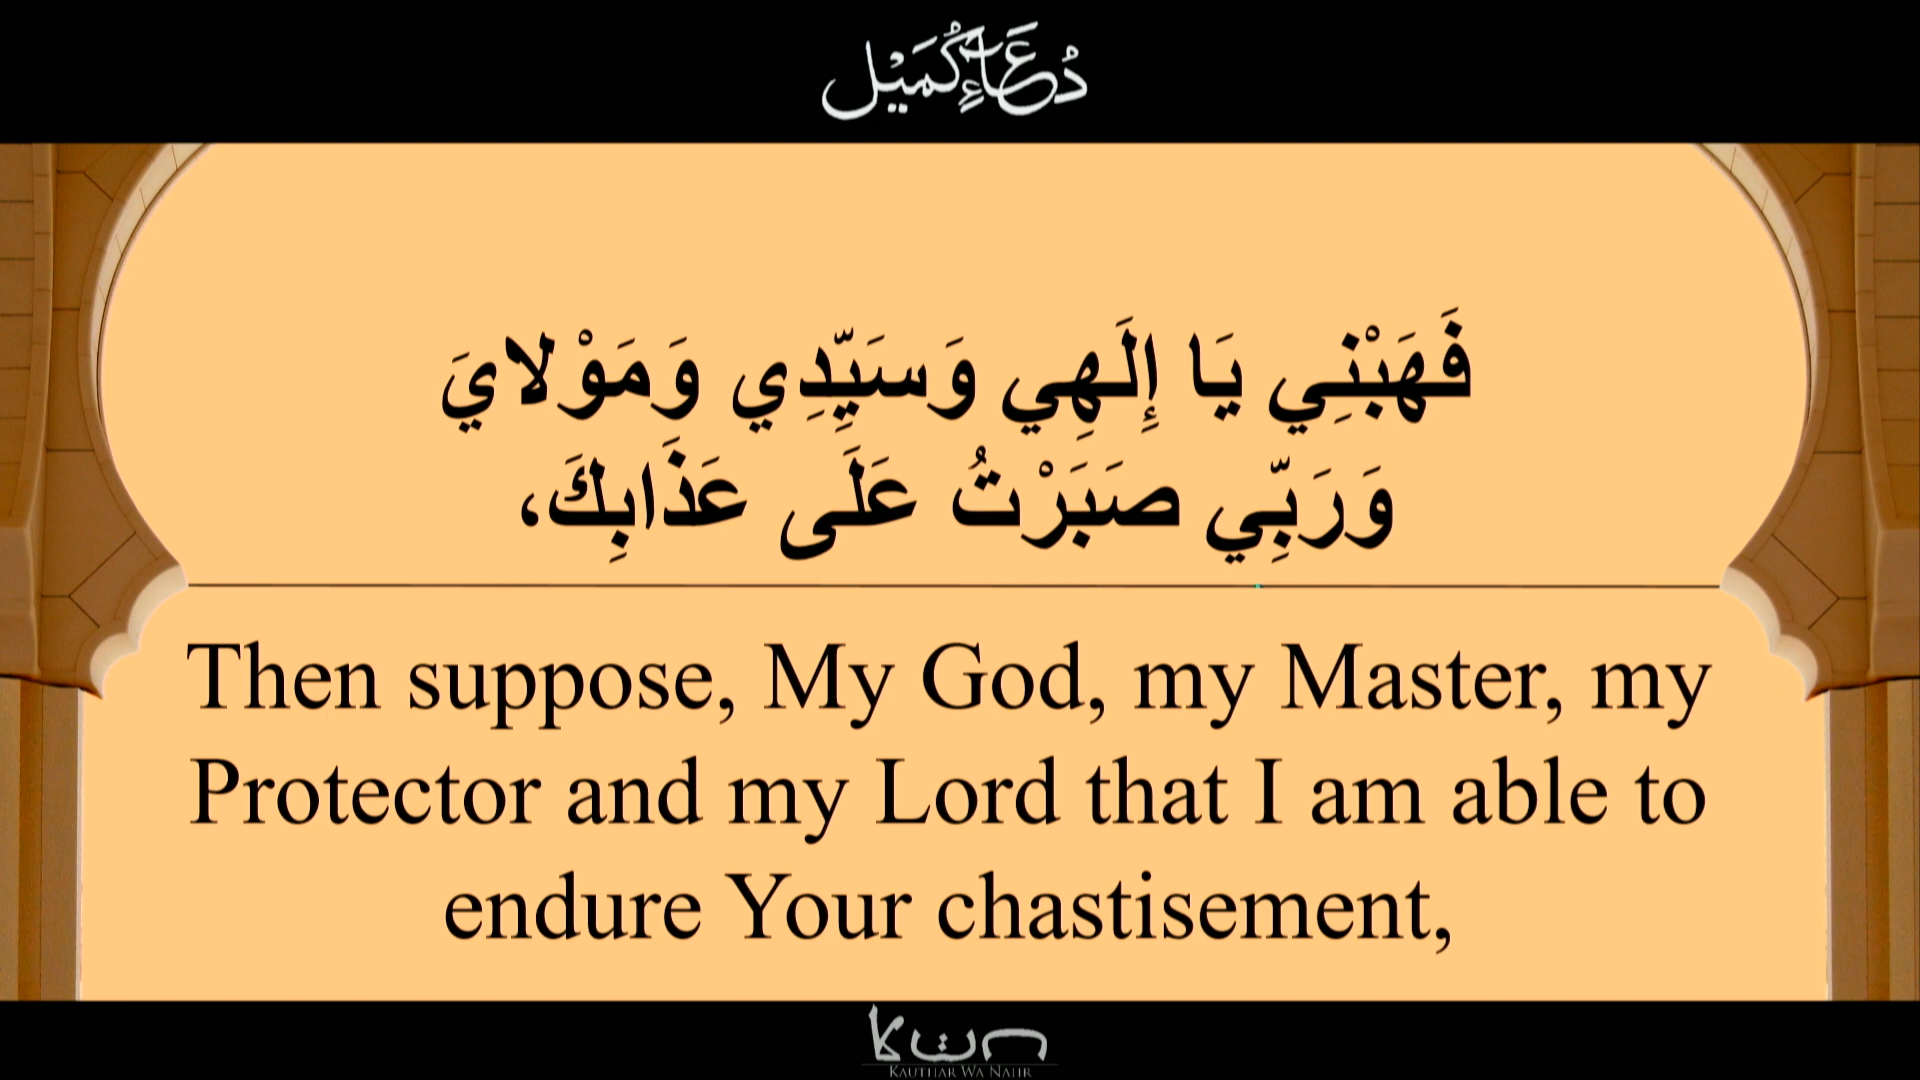 دُعَاءِ كُمَيْل
فَهَبْنِي يَا إِلَهِي وَسَيِّدِي وَمَوْلايَ
وَرَبِّي صَبَرْتُ عَلَى عَذَابِكَ،
Then suppose, My God, my Master, my
Protector and my Lord that I am able to
endure Your chastisement,
kwn
KAUTHAR WA NAHR